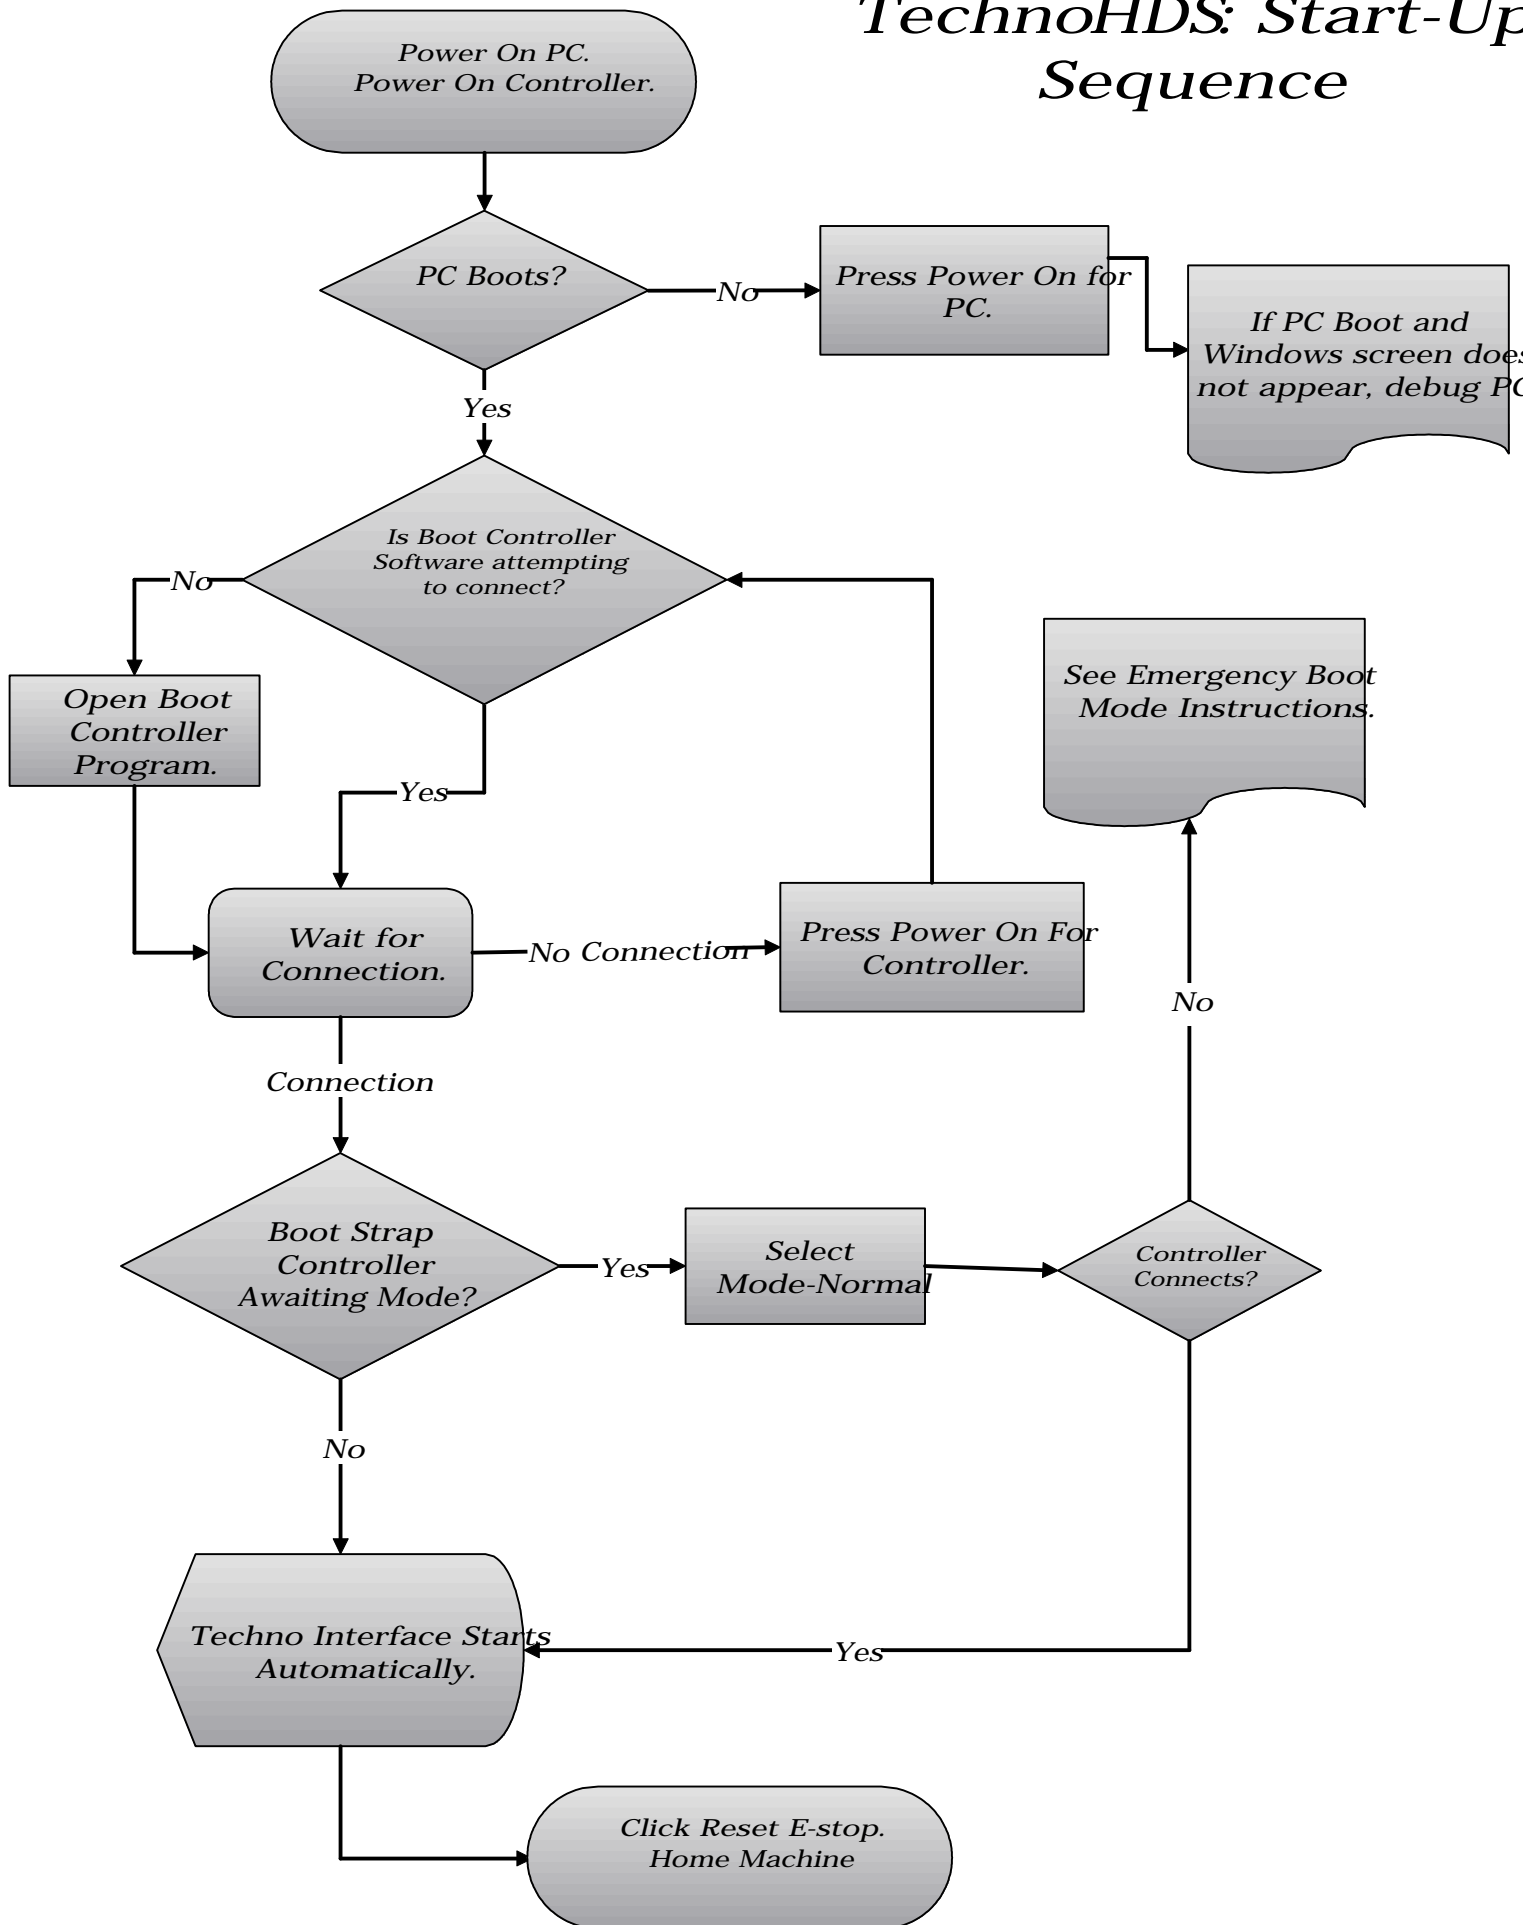 TechnoHDS: Start-Up
Sequence
Power On PC.
Power On Controller.
PC Boots?
No
Press Power On for
PC.
If PC Boot and
Windows screen does
not appear, debug PC
Yes
Is Boot Controller
Software attempting
to connect?
No
Open Boot
Controller
Program.
Yes
See Emergency Boot
Mode Instructions.
Wait for
Connection.
No Connection
Press Power On For
Controller.
No
Connection
Boot Strap
Controller
Awaiting Mode?
Yes
Select
Mode-Normal
Controller
Connects?
No
Techno Interface Starts
Automatically.
Yes
Click Reset E-stop.
Home Machine